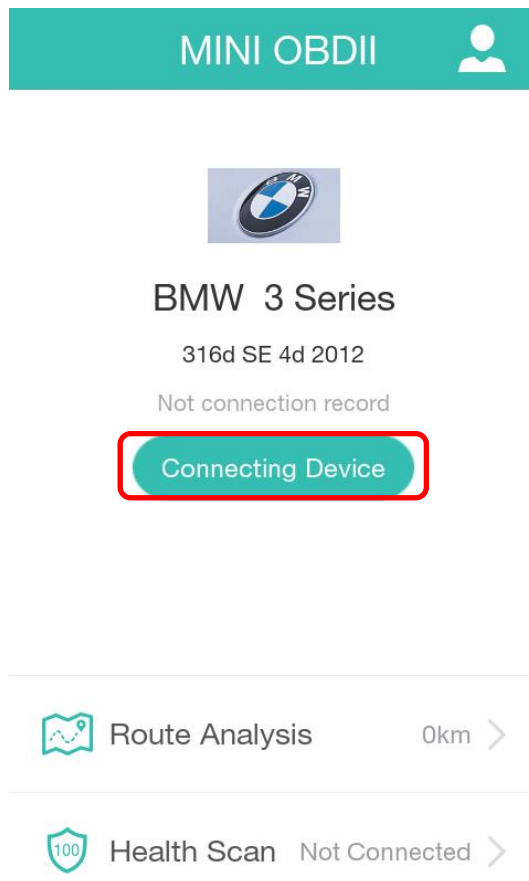 MINI OBDII
BMW
BMW 3 Series
316d SE 4d 2012
Not connection record
Connecting Device
Route Analysis 0km
100 Health Scan Not Connected